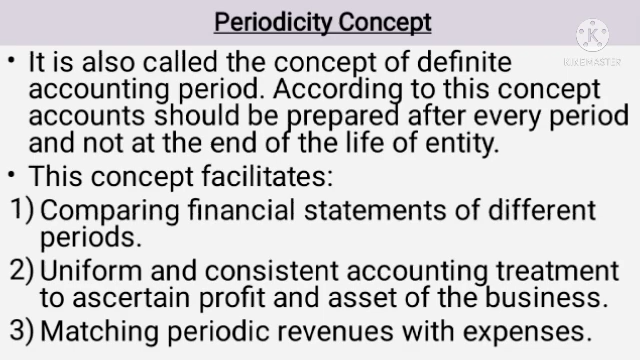 Periodicity Concept
KINEMASTER
• It is also called the concept of definite
accounting period. According to this concept
accounts should be prepared after every period
and not at the end of the life of entity.
• This concept facilitates:
1) Comparing financial statements of different
periods.
2) Uniform and consistent accounting treatment
to ascertain profit and asset of the business.
3) Matching periodic revenues with expenses.